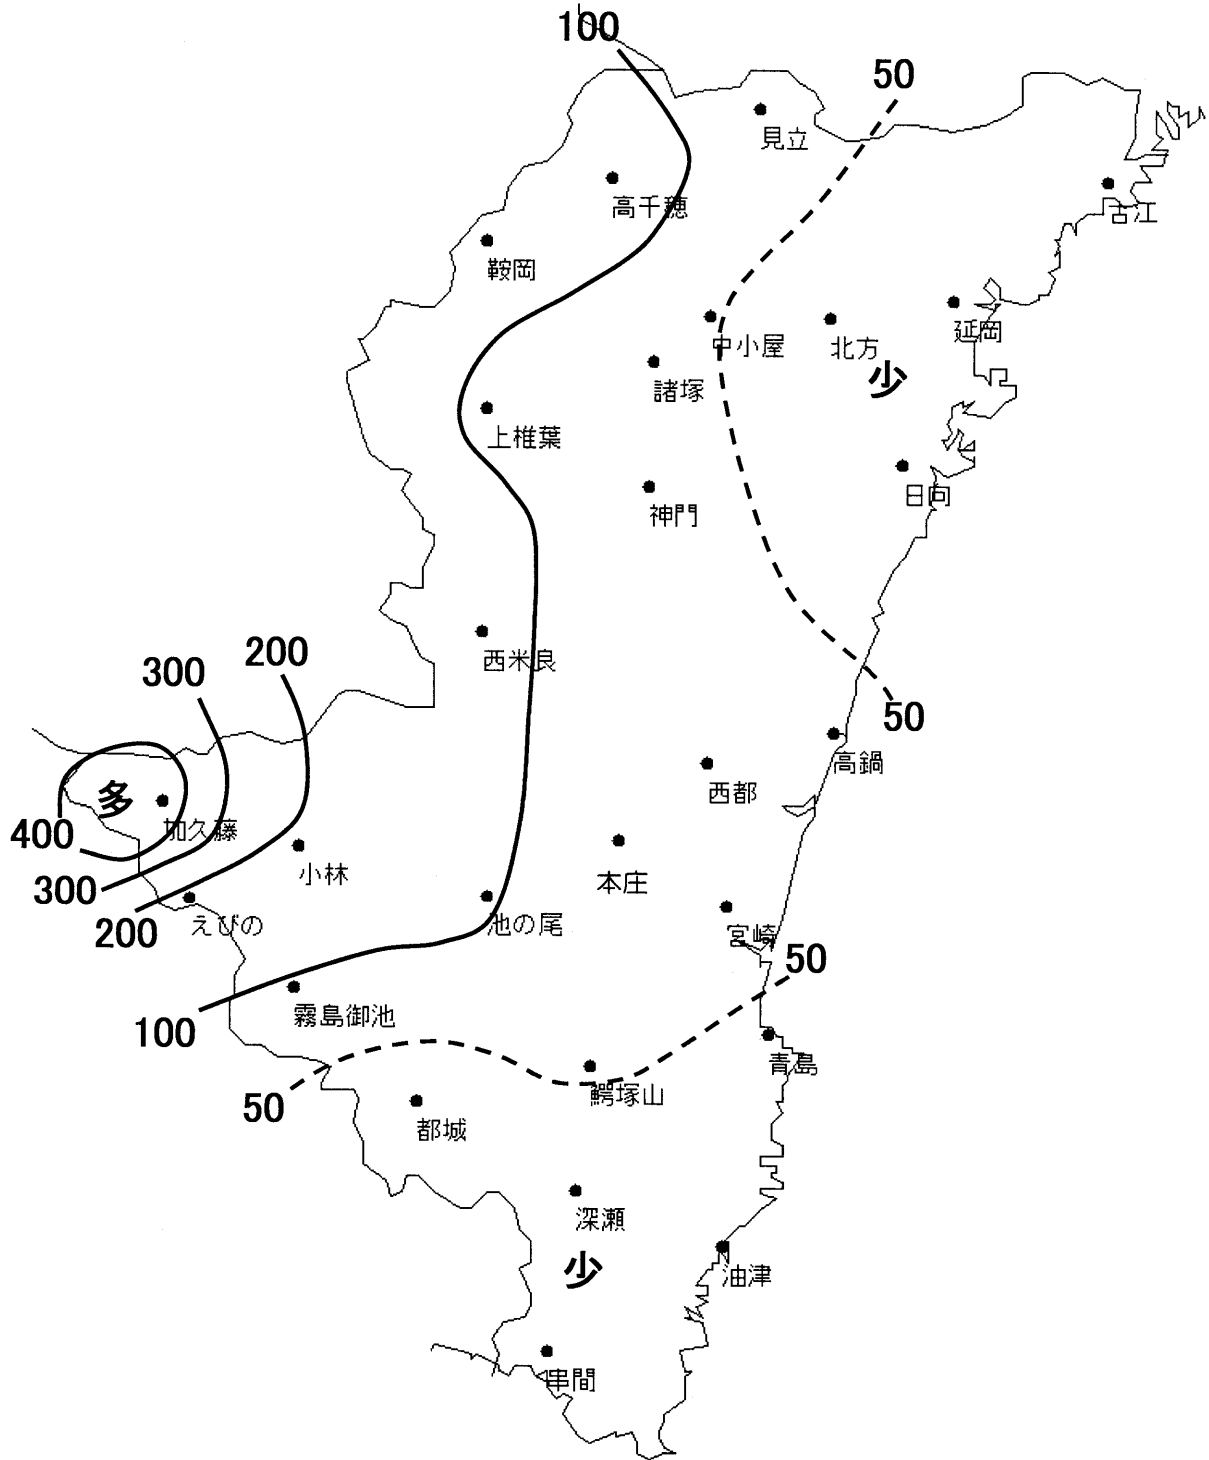 100
50
見立
高千穂
古江
鞍岡
延岡
中小屋
北方
諸塚
少
上椎葉
日向
神門
西米良
200
300
50
高鍋
西都
多
加久藤
400
小林
本庄
300
えびの
池の尾
200
宮崎
50
霧島御池
100
青島
鰐塚山
50
都城
深瀬
少
油津
串間